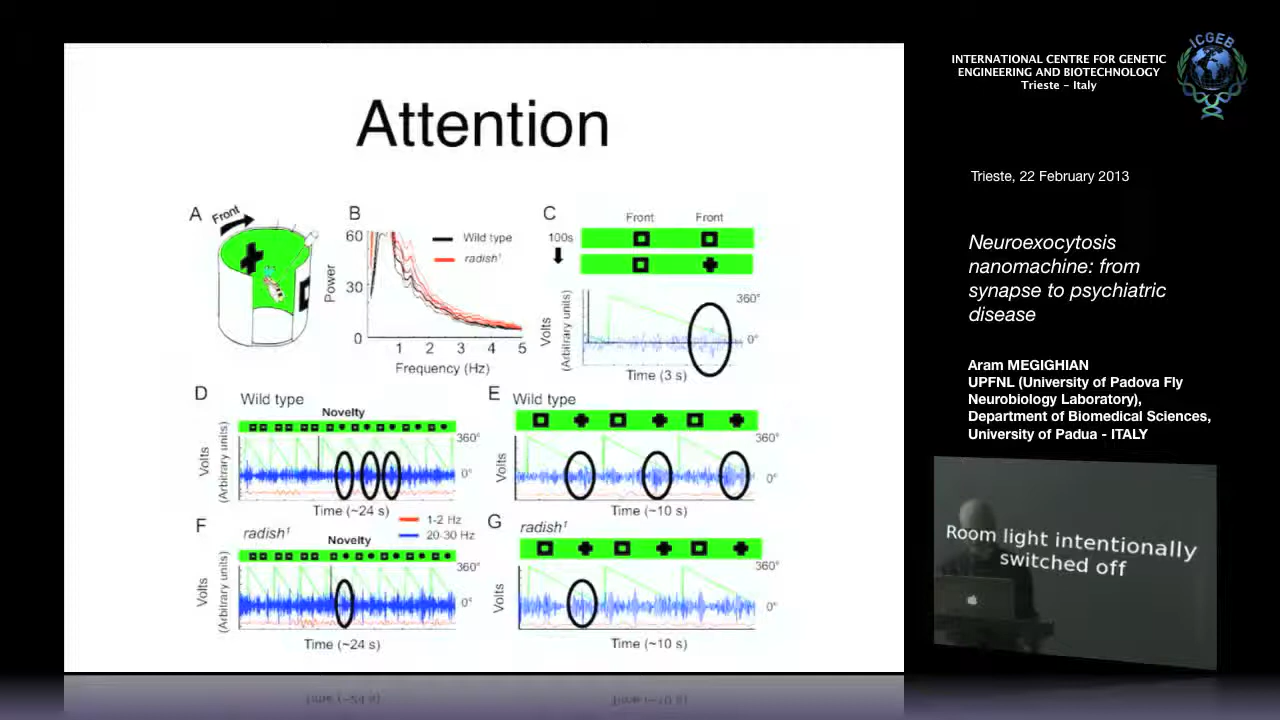 Attention
A
Front
B
60
30
0
Power
Wild type
radish¹
1 2 3 4 5
Frequency (Hz)
C
Front Front
100s
Volts
(Arbitrary units)
360°
0°
Time (3 s)
D
Wild type
Novelty
Volts
(Arbitrary units)
360°
0°
Time (~24 s)
E
Wild type
Volts
360°
0°
Time (~10 s)
F
radish¹
1-2 Hz
20-30 Hz
Novelty
Volts
(Arbitrary units)
360°
0°
Time (~24 s)
G
radish¹
Volts
360°
0°
Time (~10 s)
INTERNATIONAL CENTRE FOR GENETIC
ENGINEERING AND BIOTECHNOLOGY
Trieste - Italy
ICGEB
Trieste, 22 February 2013
Neuroexocytosis
nanomachine: from
synapse to psychiatric
disease
Aram MEGIGHIAN
UPFNL (University of Padova Fly
Neurobiology Laboratory),
Department of Biomedical Sciences,
University of Padua - ITALY
Room light intentionally
switched off